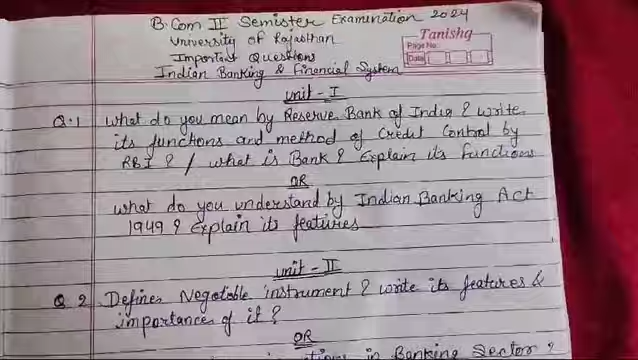 B.Com II Semister Examination 2024
University of Rajasthan
Important Questions
Indian Banking & Financial System
Tanishq
Page No.
Date
Unit - I
Q.1 What do you mean by Reserve Bank of India? write
its functions and method of Credit Control by
RBI? / What is Bank? Explain its functions
OR
What do you understand by Indian Banking Act
1949? Explain its features
Unit - II
Q 2 Defines Negotiable instrument? write its features &
importance of it?
OR
in Banking Sector?